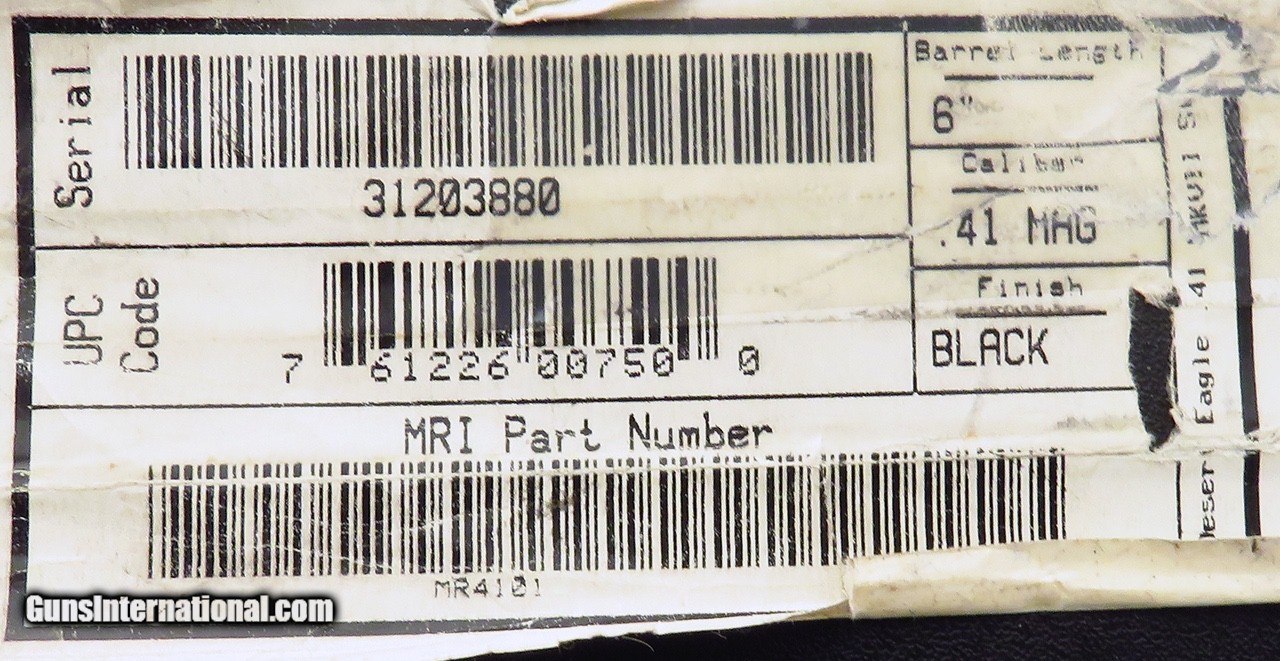 Serial
31203880
UPC
Code
7 61226 00750 0
MRI Part Number
MR4101
Barrel Length
6"
Caliber
.41 MAG
Finish
BLACK
Eagle .41 MKVII
GunsInternational.com